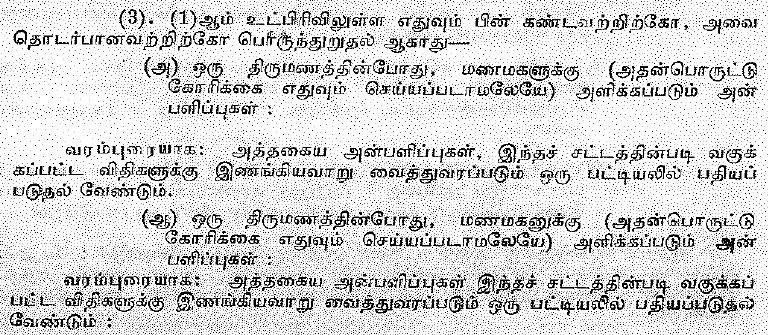 (3). (1)ஆம் உட்பிரிவிலுள்ள எதுவும் பின் கண்டவற்றிற்கோ, அவை
தொடர்பானவற்றிற்கோ பொருந்துறுதல் ஆகாது—
(அ) ஒரு திருமணத்தின்போது, மணமகளுக்கு (அதன்பொருட்டு
கோரிக்கை எதுவும் செய்யப்படாமலேயே) அளிக்கப்படும் அன்
பளிப்புகள் :
வரம்புரையாக: அத்தகைய அன்பளிப்புகள், இந்தச் சட்டத்தின்படி வகுக்
கப்பட்ட விதிகளுக்கு இணங்கியவாறு வைத்துவரப்படும் ஒரு பட்டியலில் பதியப்
படுதல் வேண்டும்.
(ஆ) ஒரு திருமணத்தின்போது, மணமகனுக்கு (அதன்பொருட்டு
கோரிக்கை எதுவும் செய்யப்படாமலேயே) அளிக்கப்படும் அன்
பளிப்புகள் :
வரம்புரையாக: அத்தகைய அன்பளிப்புகள் இந்தச் சட்டத்தின்படி வகுக்கப்
பட்ட விதிகளுக்கு இணங்கியவாறு வைத்துவரப்படும் ஒரு பட்டியலில் பதியப்படுதல்
வேண்டும் :